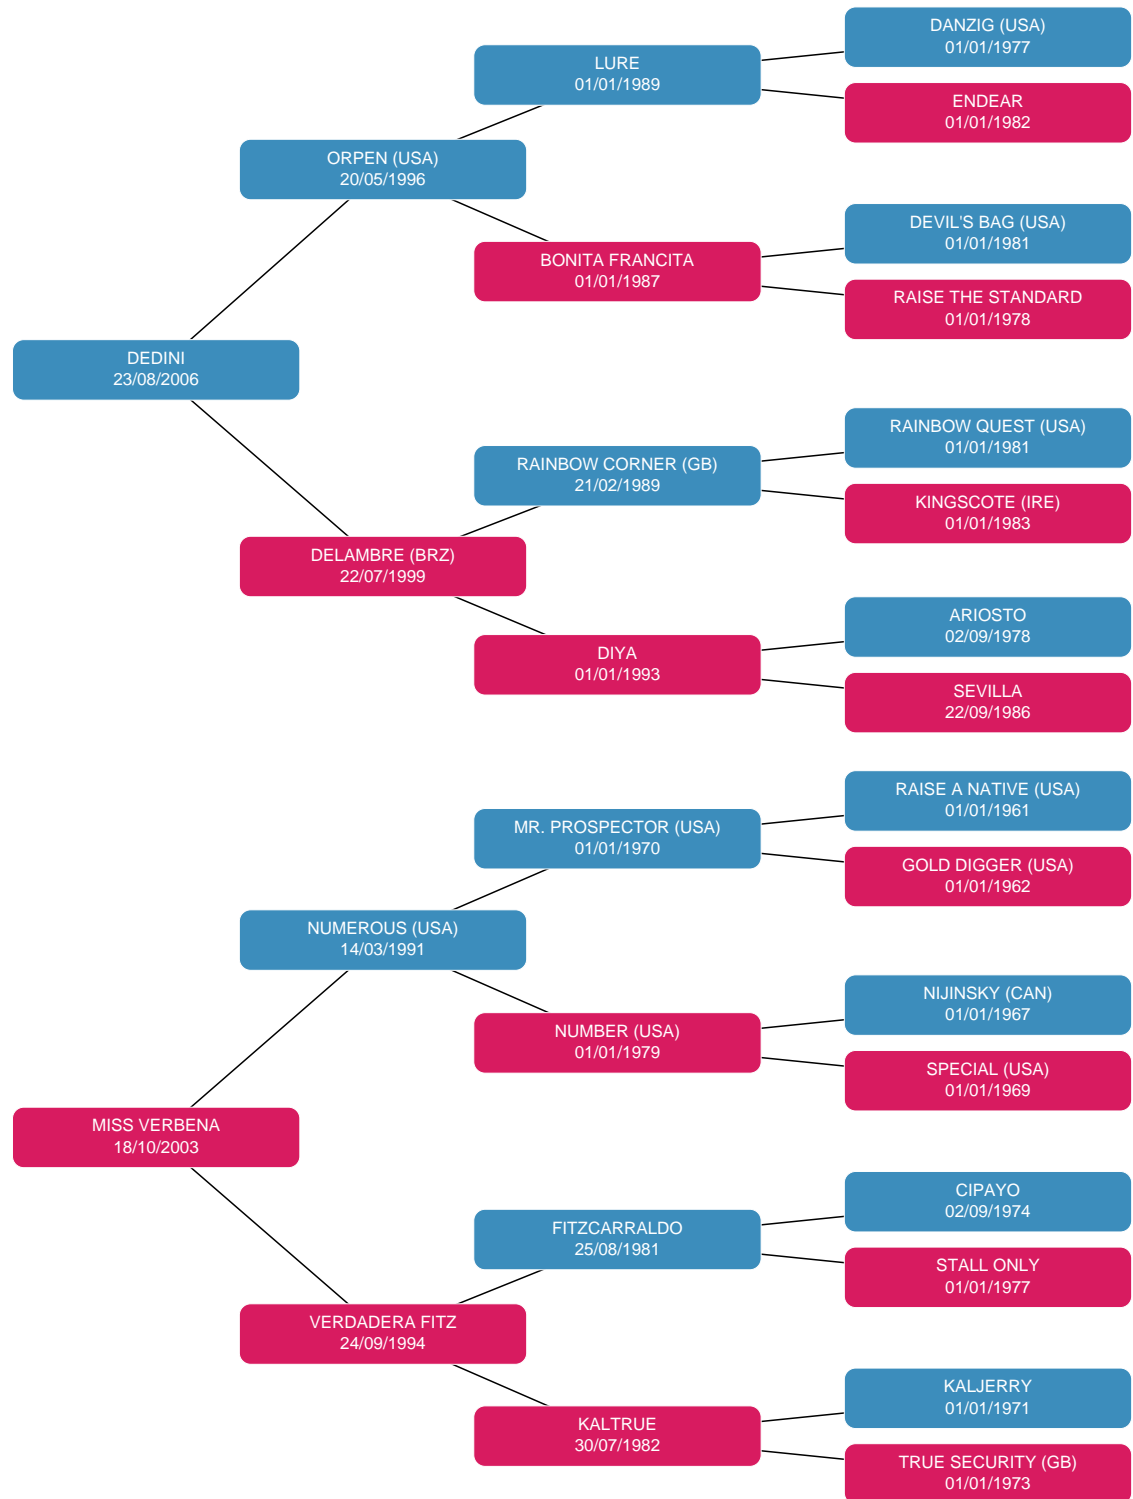 DANZIG (USA)
01/01/1977
LURE
01/01/1989
ENDEAR
01/01/1982
ORPEN (USA)
20/05/1996
DEVIL'S BAG (USA)
01/01/1981
BONITA FRANCITA
01/01/1987
RAISE THE STANDARD
01/01/1978
DEDINI
23/08/2006
RAINBOW QUEST (USA)
01/01/1981
RAINBOW CORNER (GB)
21/02/1989
KINGSCOTE (IRE)
01/01/1983
DELAMBRE (BRZ)
22/07/1999
ARIOSTO
02/09/1978
DIYA
01/01/1993
SEVILLA
22/09/1986
RAISE A NATIVE (USA)
01/01/1961
MR. PROSPECTOR (USA)
01/01/1970
GOLD DIGGER (USA)
01/01/1962
NUMEROUS (USA)
14/03/1991
NIJINSKY (CAN)
01/01/1967
NUMBER (USA)
01/01/1979
SPECIAL (USA)
01/01/1969
MISS VERBENA
18/10/2003
CIPAYO
02/09/1974
FITZCARRALDO
25/08/1981
STALL ONLY
01/01/1977
VERDADERA FITZ
24/09/1994
KALJERRY
01/01/1971
KALTRUE
30/07/1982
TRUE SECURITY (GB)
01/01/1973